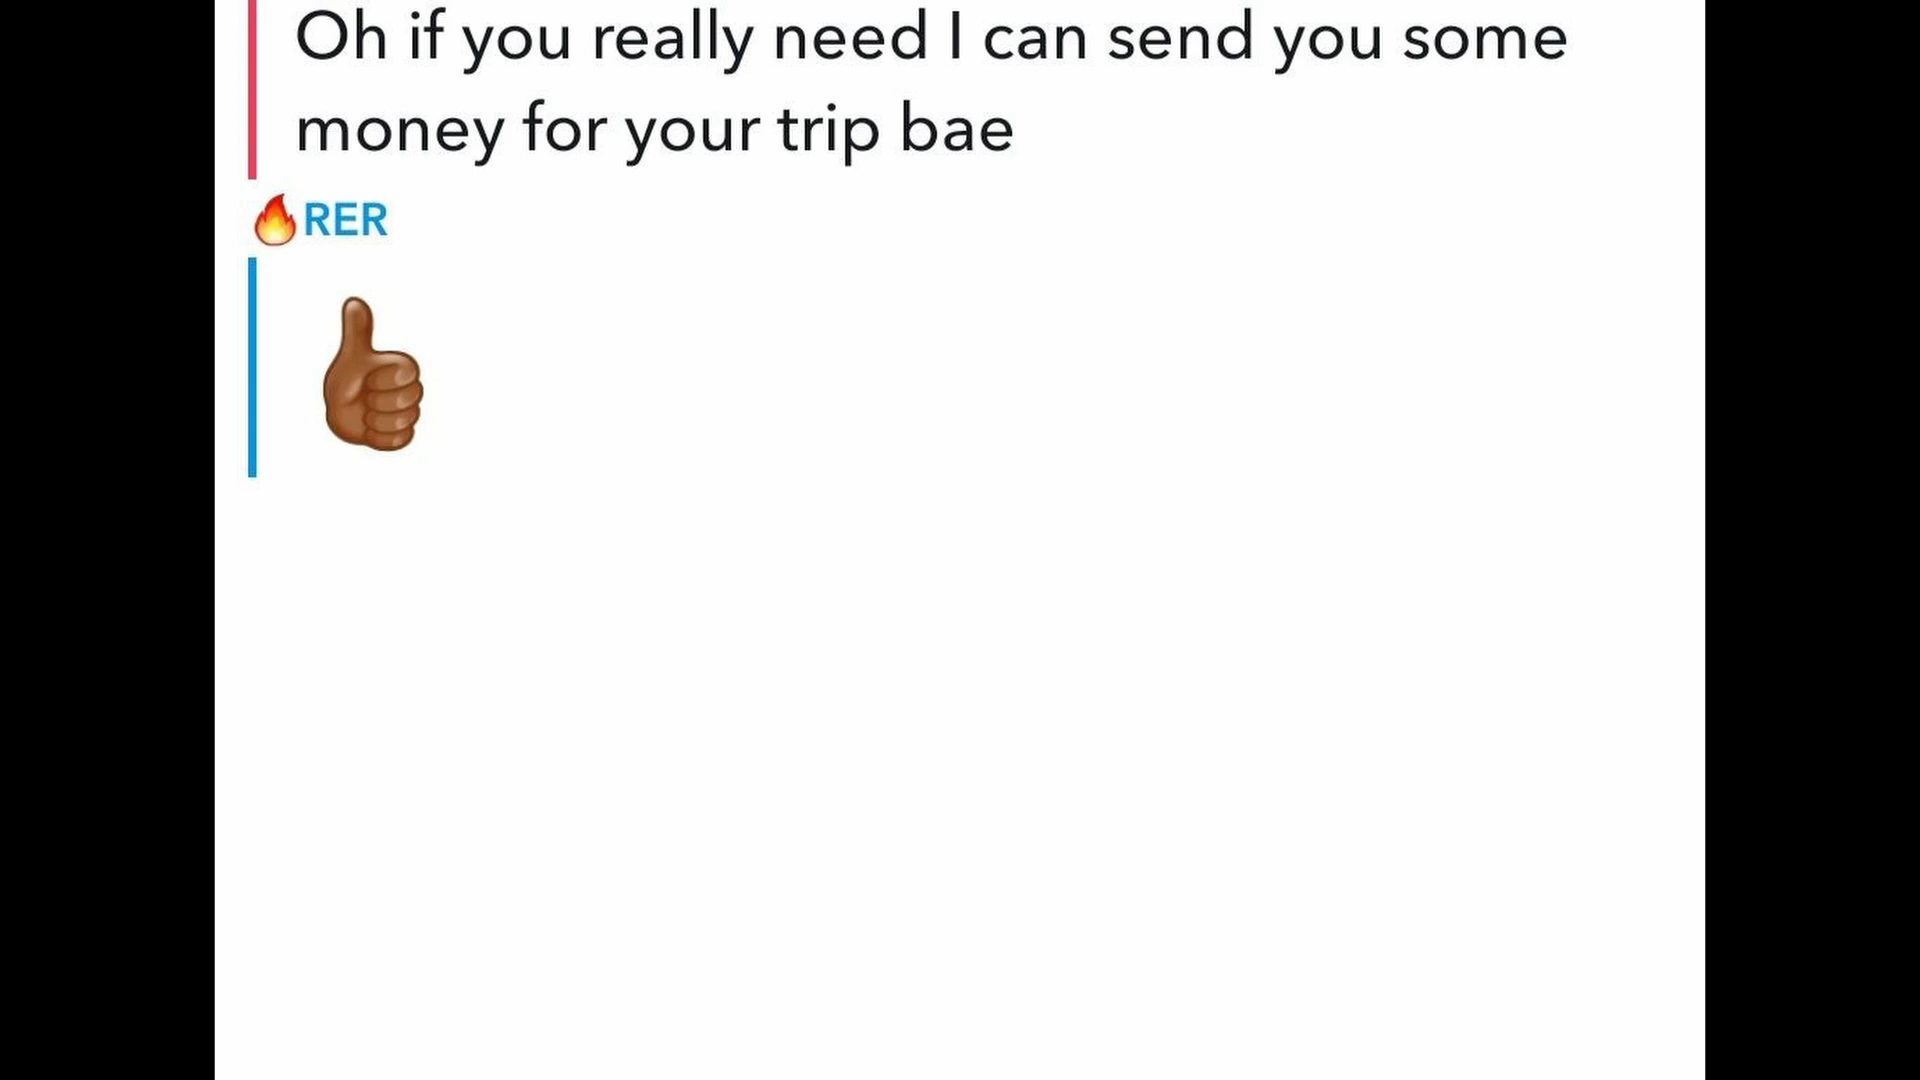 Oh if you really need I can send you some
money for your trip bae
🔥RER
👍🏾